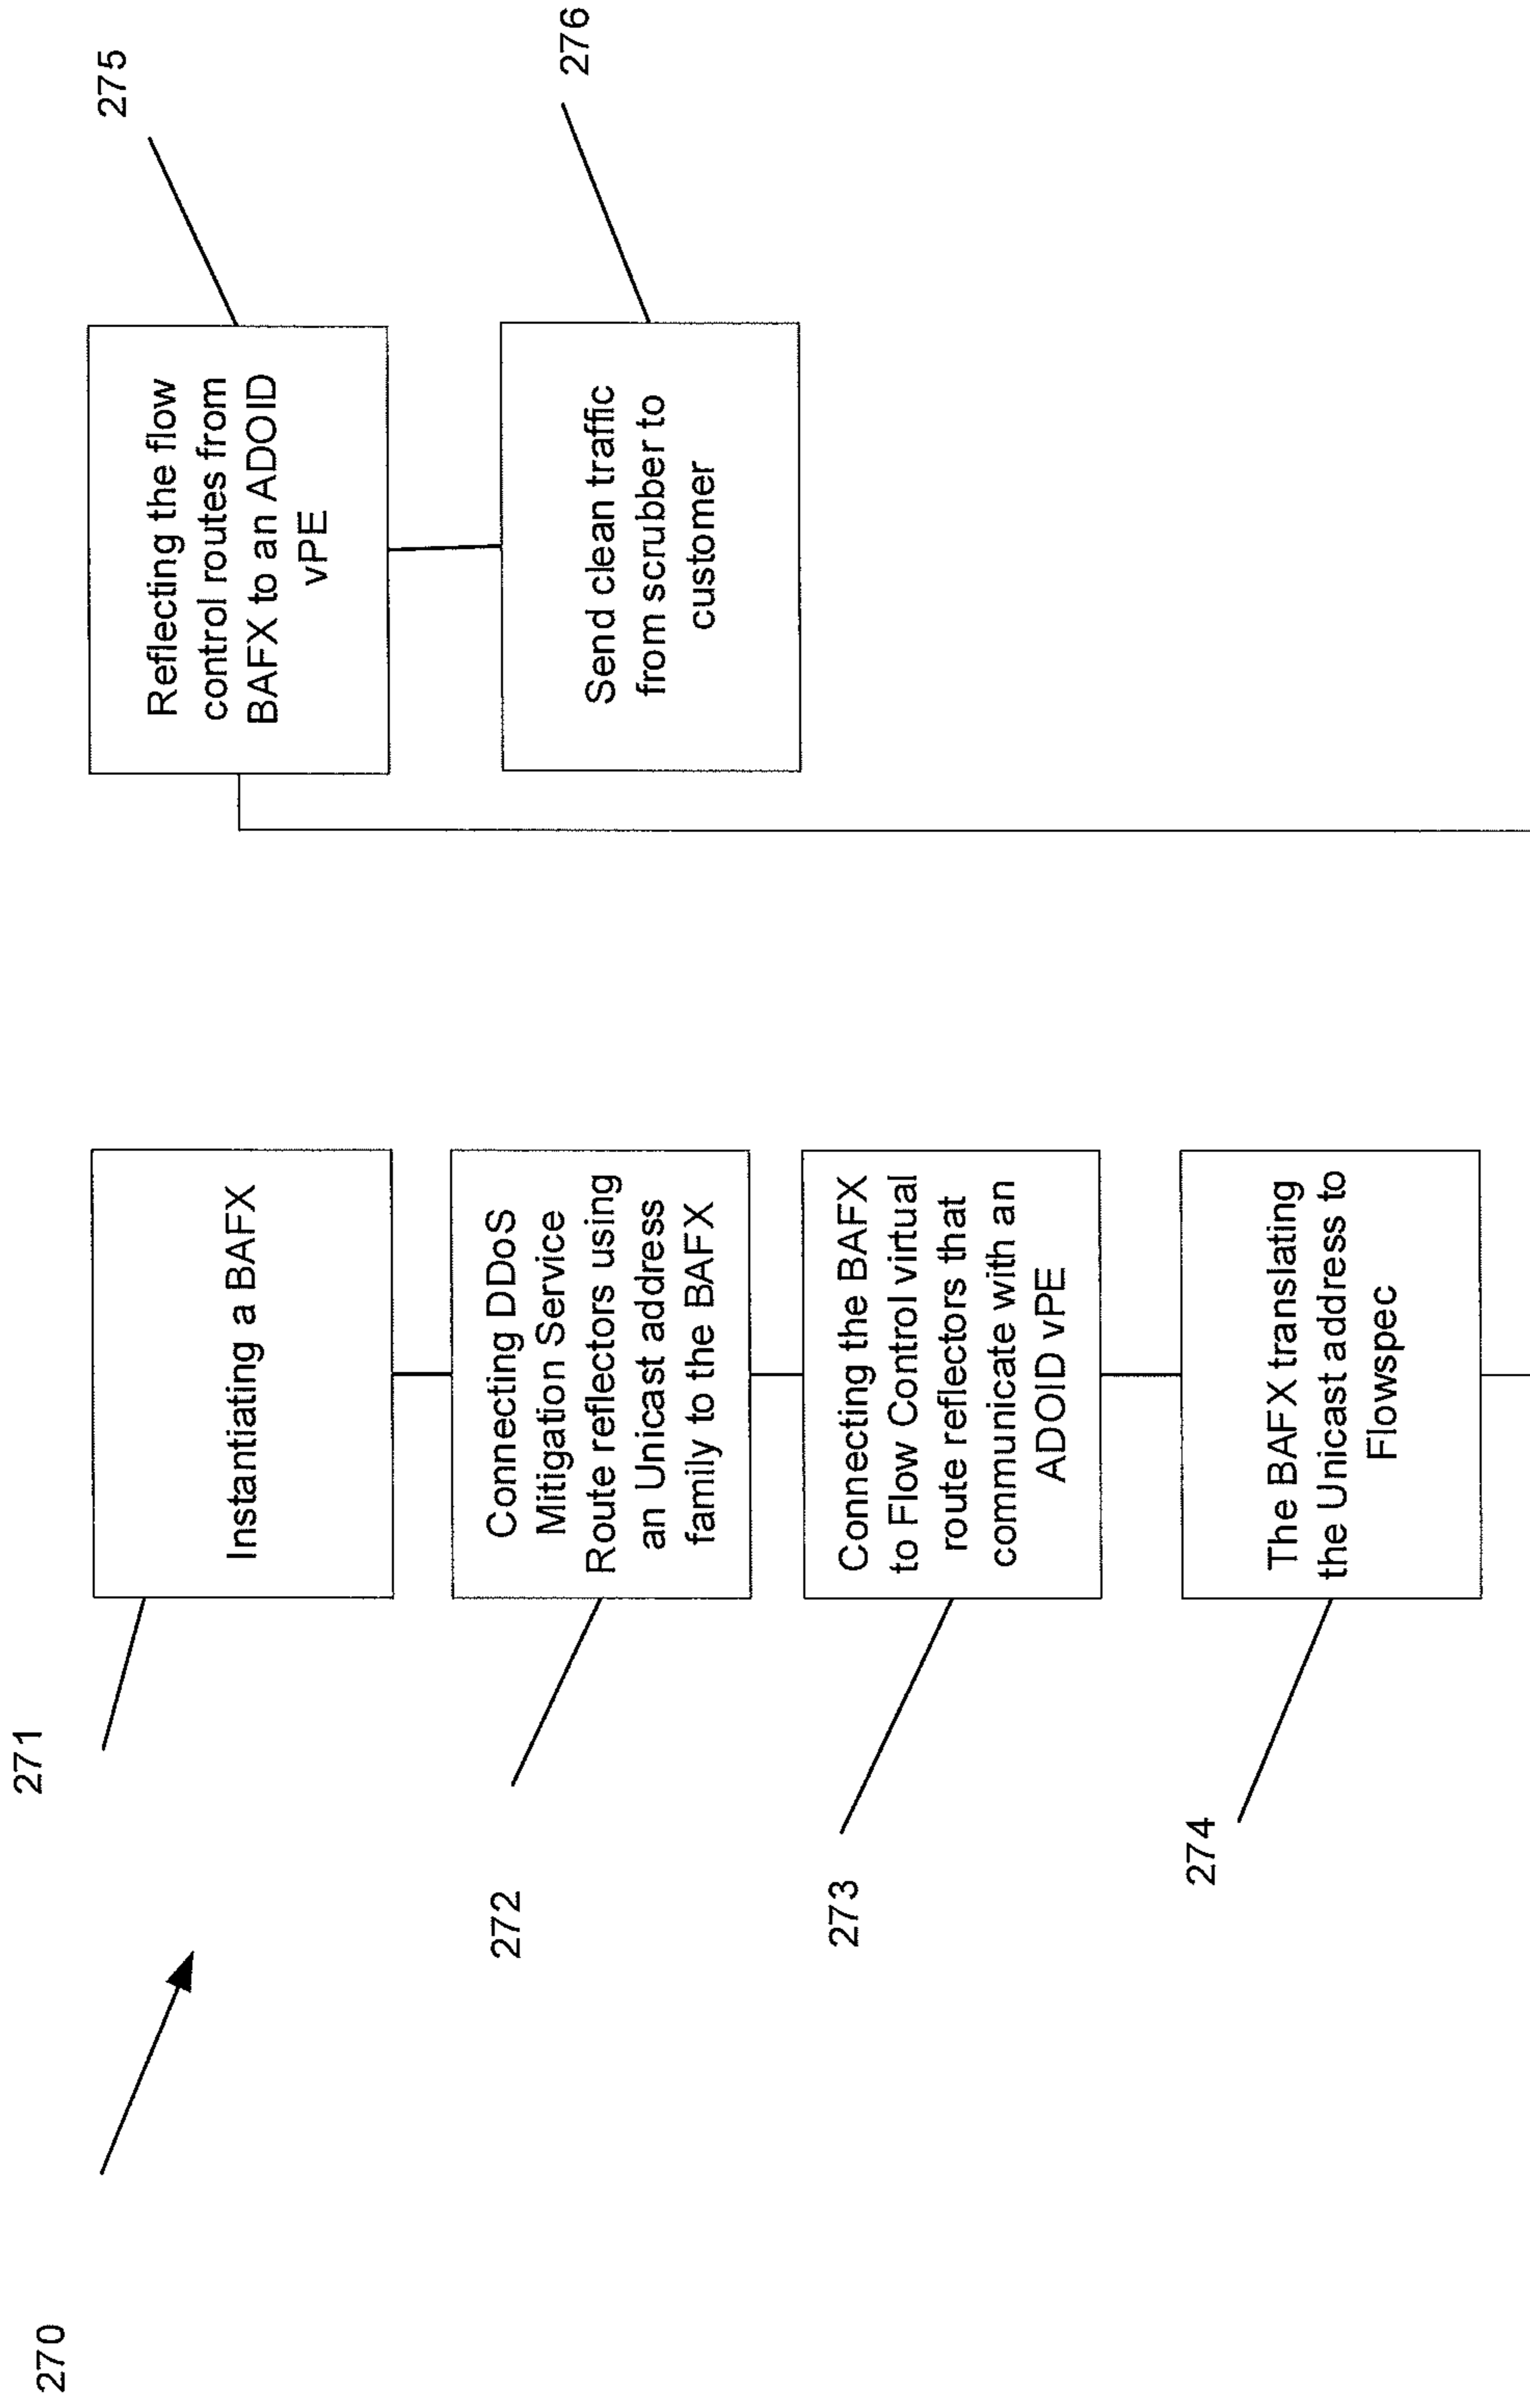 270
271
Instantiating a BAFX
272
Connecting DDoS
Mitigation Service
Route reflectors using
an Unicast address
family to the BAFX
273
Connecting the BAFX
to Flow Control virtual
route reflectors that
communicate with an
ADOID vPE
274
The BAFX translating
the Unicast address to
Flowspec
275
Reflecting the flow
control routes from
BAFX to an ADOID
vPE
276
Send clean traffic
from scrubber to
customer